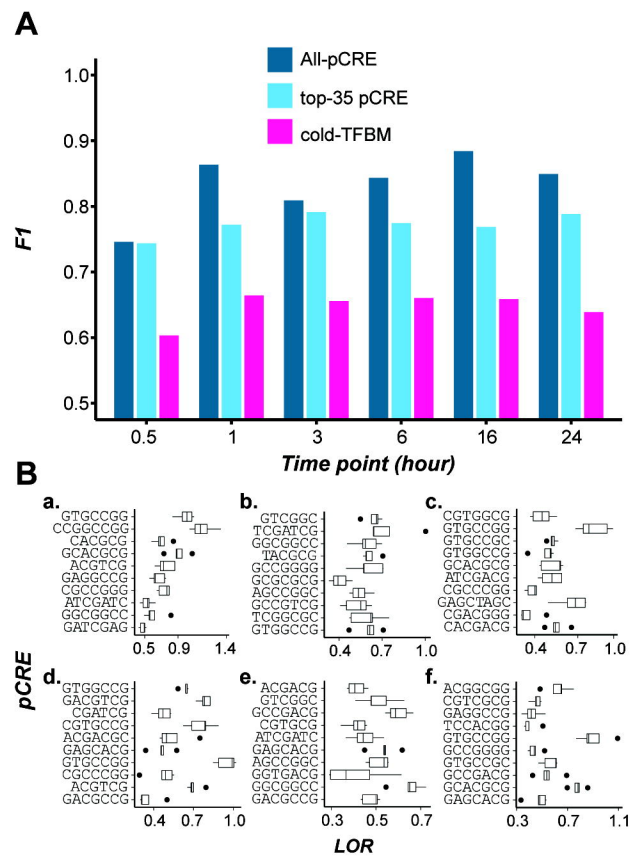 A
All-pCRE
top-35 pCRE
cold-TFBM
1.0
0.9
0.8
0.7
0.6
0.5
F1
0.5 1 3 6 16 24
Time point (hour)
B
a.
GTGCCGG
CCGGCCGG
CACGCG
GCACGCG
ACGTCG
GAGGCCG
CGCCGGG
ATCGATC
GGCGGCC
GATCGAG
0.5 0.9 1.4
b.
GTCGGC
TCGATCG
GGCGGCC
TACGCG
GCCGGGG
GCGCGCG
AGCCGGC
GCCGTCG
TCGGCGC
GTGGCCG
0.4 0.7 1.0
c.
CGTGGCG
GTGCCGG
GTGCCGC
GTGGCCG
GCACGCG
ATCGACG
CGCCCGG
GAGCTAGC
CGACGGG
CACGACG
0.4 0.7 1.0
pCRE
d.
GTGGCCG
GACGTCG
CGATCG
CGTGCCG
ACGACGC
GAGCACG
GTGCCGG
CGCCCGG
ACGTCG
GACGCCG
0.4 0.7 1.0
e.
ACGACG
GTCGGC
GCCGACG
CGTGCG
ATCGATC
GAGCACG
AGCCGGC
GGTGACG
GGCGGCC
GACGCCG
0.3 0.5 0.7
f.
ACGGCGG
CGTCGCG
GAGGCCG
TCCACGG
GTGCCGG
GCCGGGG
GTGCCGC
GCCGACG
GCACGCG
GAGCACG
0.3 0.7 1.1
LOR